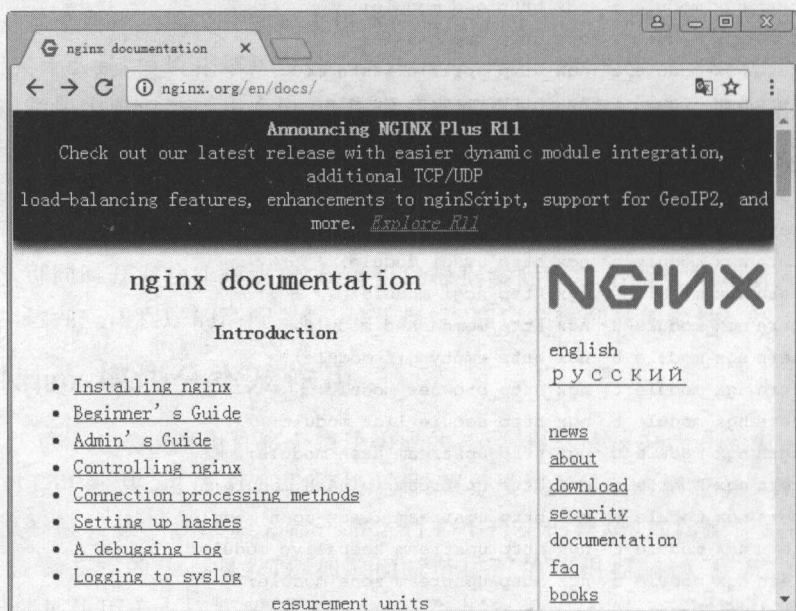 nginx documentation
nginx.org/en/docs/
Announcing NGINX Plus R11
Check out our latest release with easier dynamic module integration,
additional TCP/UDP
load-balancing features, enhancements to nginScript, support for GeoIP2, and
more. Explore R11
nginx documentation
Introduction
Installing nginx
Beginner's Guide
Admin's Guide
Controlling nginx
Connection processing methods
Setting up hashes
A debugging log
Logging to syslog
easurement units
NGINX
english
русский
news
about
download
security
documentation
faq
books